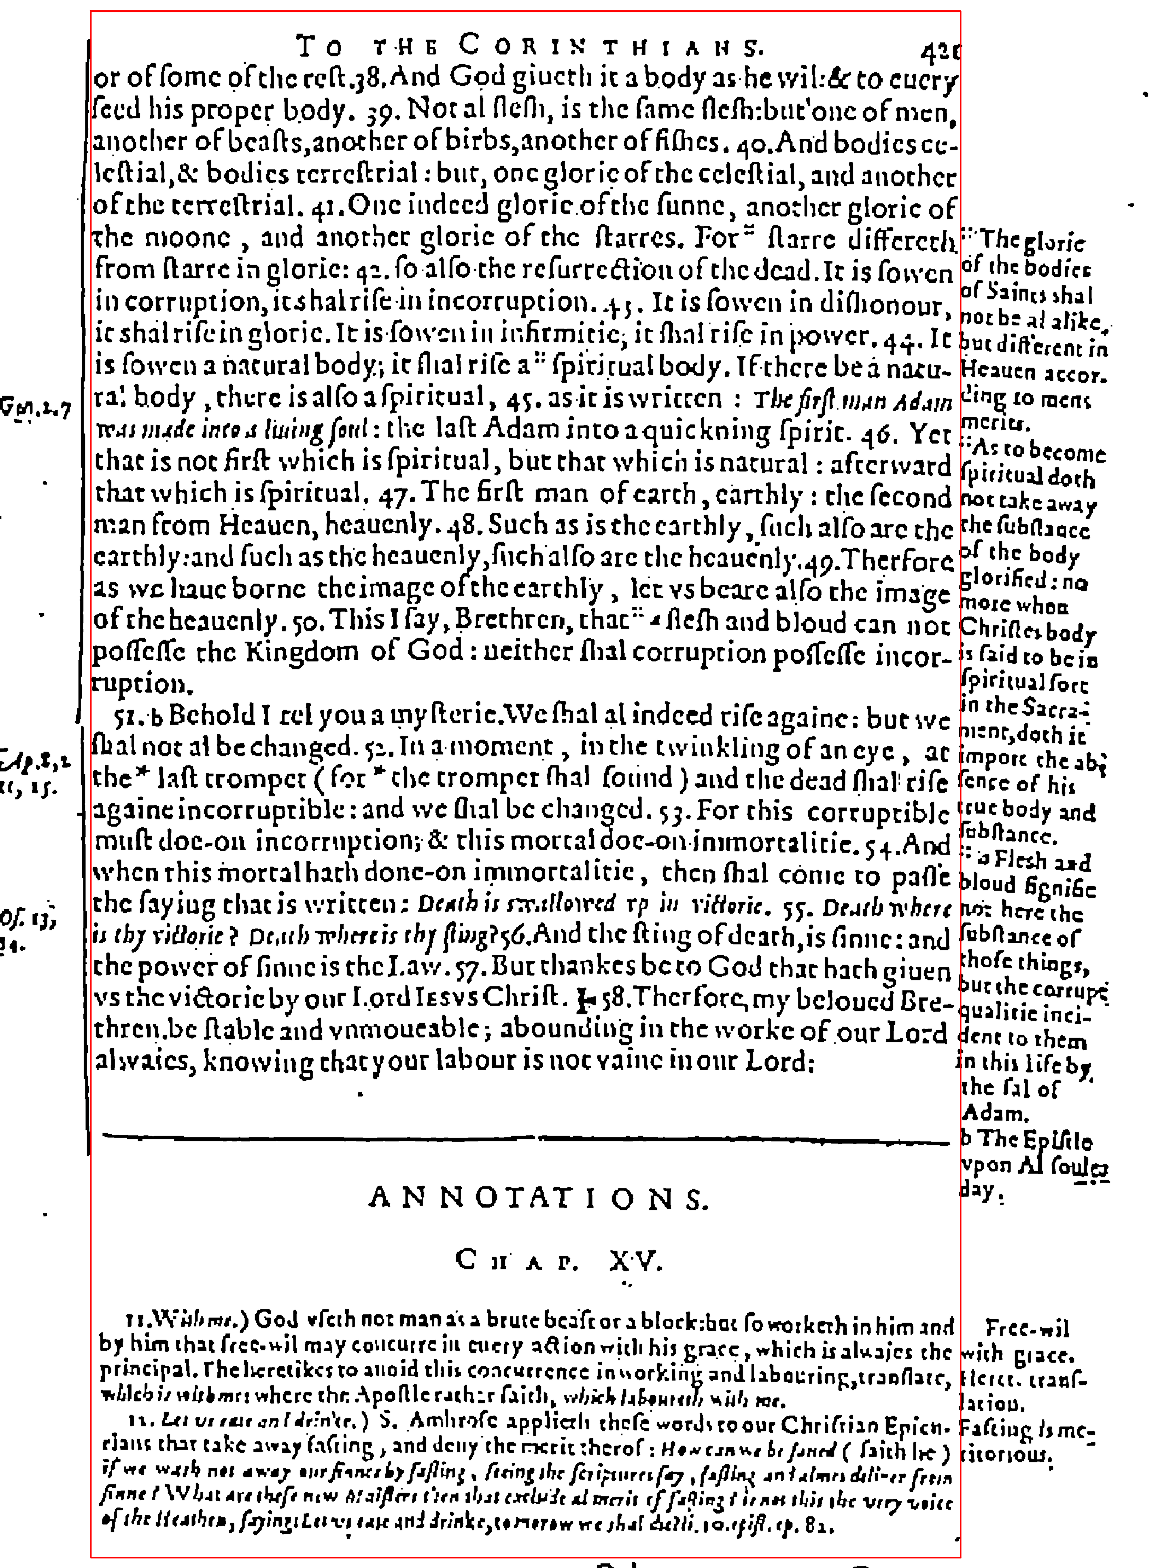 TO THE CORINTHIANS. 421
or of ſome of the reſt. 38. And God giueth it a body as he wil: & to euery
ſeed his proper body. 39. Not al fleſh, is the ſame fleſh: but one of men,
another of beaſts, another of birbs, another of fiſhes. 40. And bodies ce-
leſtial, & bodies terreſtrial : but, one glorie of the celeſtial, and another
of the terreſtrial. 41. One indeed glorie of the ſunne, another glorie of
the moone , and another glorie of the ſtarres. For :: ſtarre differeth
from ſtarre in glorie: 42. ſo alſo the reſurrection of the dead. It is ſowen
in corruption, it shal riſe in incorruption. 43. It is ſowen in diſhonour,
it shal riſe in glorie. It is ſowen in infirmitie; it ſhal riſe in power. 44. It
is ſowen a natural body; it ſhal riſe a :: ſpiritual body. If there be a natu-
ral body , there is alſo a ſpiritual, 45. as it is written : The firſt man Adam
was made into a liuing ſoul : the laſt Adam into a quickning ſpirit. 46. Yet
that is not firſt which is ſpiritual, but that which is natural : afterward
that which is ſpiritual. 47. The firſt man of earth, earthly : the ſecond
man from Heauen, heauenly. 48. Such as is the earthly, ſuch alſo are the
earthly: and ſuch as the heauenly, ſuch alſo are the heauenly. 49. Therfore
as we haue borne the image of the earthly , let vs beare alſo the image
of the heauenly. 50. This I ſay, Brethren, that :: a fleſh and bloud can not
poſſeſſe the Kingdom of God : neither ſhal corruption poſſeſſe incor-
ruption.
51. b Behold I tel you a myſterie. We ſhal al indeed riſe againe: but we
ſhal not al be changed. 52. In a moment , in the twinkling of an eye , at
the * laſt trompet ( for * the trompet ſhal ſound ) and the dead ſhal riſe
againe incorruptible: and we ſhal be changed. 53. For this corruptible
muſt doe-on incorruption; & this mortal doe-on immortalitie. 54. And
when this mortal hath done-on immortalitie , then ſhal come to paſſe
the ſaying that is written: Death is swallowed vp in victorie. 55. Death where
is thy victorie? Death where is thy ſting? 56. And the ſting of death, is ſinne: and
the power of ſinne is the Law. 57. But thankes be to God that hath giuen
vs the victorie by our Lord IESVS Chriſt. 58. Therfore, my beloued Bre-
thren. be ſtable and vnmoueable; abounding in the worke of our Lord
alwaies, knowing that your labour is not vaine in our Lord:
Gen. 2. 7
Ap. 8, 2
11, 15.
Oſ. 13,
14.
:: The glorie
of the bodies
of Saints shal
not be al alike,
but different in
Heauen accor-
ding to mens
merits.
:: As to become
ſpiritual doth
not take away
the ſubſtance
of the body
glorified: no
more when
Chriſtes body
is ſaid to be in
ſpiritual ſort
in the Sacra-
ment, doth it
import the ab-
ſence of his
true body and
ſubſtance.
:: a Flesh and
bloud ſignifie
not here the
ſubſtance of
thoſe things,
but the corrupt
qualitie inci-
dent to them
in this life by
the fal of
Adam.
b The Epiſtle
vpon Al ſoules
day.
ANNOTATIONS.
CHAP. XV.
11. With me.) God vſeth not man as a brute beaſt or a block: but ſo worketh in him and
by him that free-wil may concurre in euery action with his grace, which is alwaies the
principal. The heretikes to auoid this concurrence in working and labouring, tranſlate,
which is with me: where the Apoſtle rather ſaith, which laboureth with me.
32. Let vs eate and drinke.) S. Ambroſe applieth theſe words to our Chriſtian Epicu-
rians that take away faſting, and deny the merit therof: How can we be ſaued ( ſaith he )
if we wash not away our ſinnes by faſting, ſeeing the ſcriptures ſay, faſting and almes deliuer from
ſinne? What are theſe new Maiſters then that exclude al merit of faſting? is not this the very voice
of the Heathen, ſaying: Let vs eate and drinke, to morow we shal die? li. 10. epiſt. ep. 82.
Free-wil
with grace.
Heret. tranſ-
lation.
Faſting is me-
ritorious.